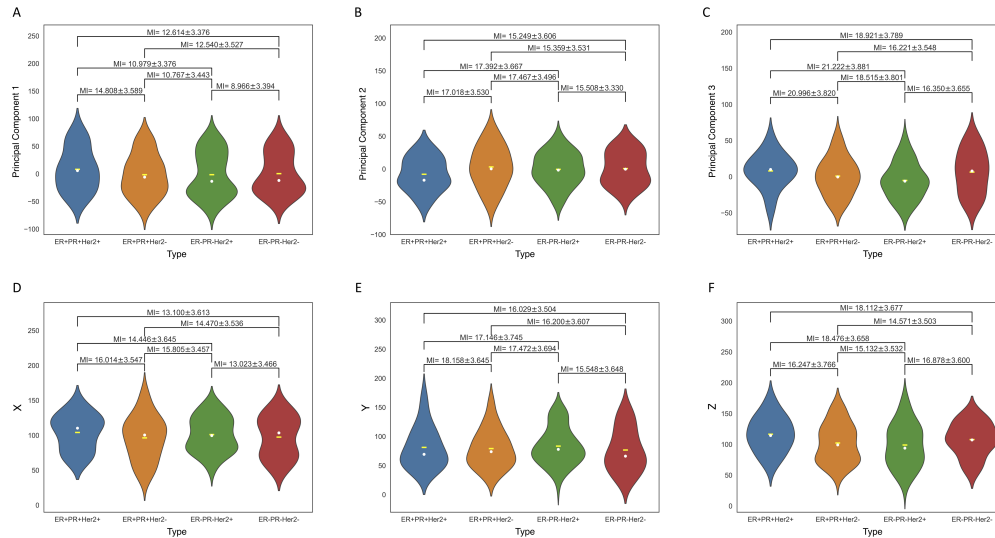 A
MI= 12.614±3.376
MI= 12.540±3.527
MI= 10.979±3.376
MI= 10.767±3.443
MI= 14.808±3.589
MI= 8.966±3.394
Principal Component 1
250
200
150
100
50
0
−50
−100
ER+PR+Her2+ ER+PR+Her2- ER-PR-Her2+ ER-PR-Her2-
Type
B
MI= 15.249±3.606
MI= 15.359±3.531
MI= 17.392±3.667
MI= 17.467±3.496
MI= 17.018±3.530
MI= 15.508±3.330
Principal Component 2
200
150
100
50
0
−50
−100
ER+PR+Her2+ ER+PR+Her2- ER-PR-Her2+ ER-PR-Her2-
Type
C
MI= 18.921±3.789
MI= 16.221±3.548
MI= 21.222±3.881
MI= 18.515±3.801
MI= 20.996±3.820
MI= 16.350±3.655
Principal Component 3
200
150
100
50
0
−50
ER+PR+Her2+ ER+PR+Her2- ER-PR-Her2+ ER-PR-Her2-
Type
D
MI= 13.100±3.613
MI= 14.470±3.536
MI= 14.446±3.645
MI= 15.805±3.457
MI= 16.014±3.547
MI= 13.023±3.466
X
250
200
150
100
50
0
ER+PR+Her2+ ER+PR+Her2- ER-PR-Her2+ ER-PR-Her2-
Type
E
MI= 16.029±3.504
MI= 16.200±3.607
MI= 17.146±3.745
MI= 17.472±3.694
MI= 18.158±3.645
MI= 15.548±3.648
Y
300
250
200
150
100
50
0
ER+PR+Her2+ ER+PR+Her2- ER-PR-Her2+ ER-PR-Her2-
Type
F
MI= 18.112±3.677
MI= 14.571±3.503
MI= 18.476±3.658
MI= 15.132±3.532
MI= 16.247±3.766
MI= 16.878±3.600
Z
300
250
200
150
100
50
0
ER+PR+Her2+ ER+PR+Her2- ER-PR-Her2+ ER-PR-Her2-
Type